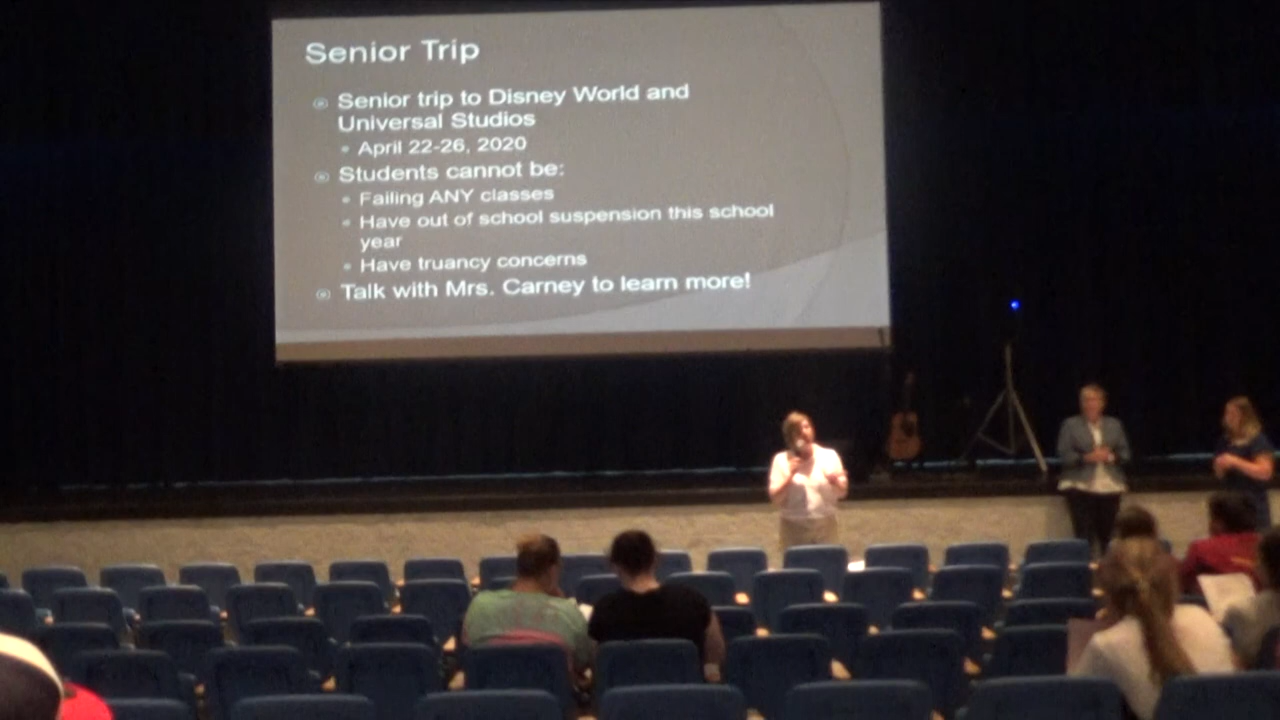 Senior Trip
Senior trip to Disney World and
Universal Studios
April 22-26, 2020
Students cannot be:
Failing ANY classes
Have out of school suspension this school
year
Have truancy concerns
Talk with Mrs. Carney to learn more!